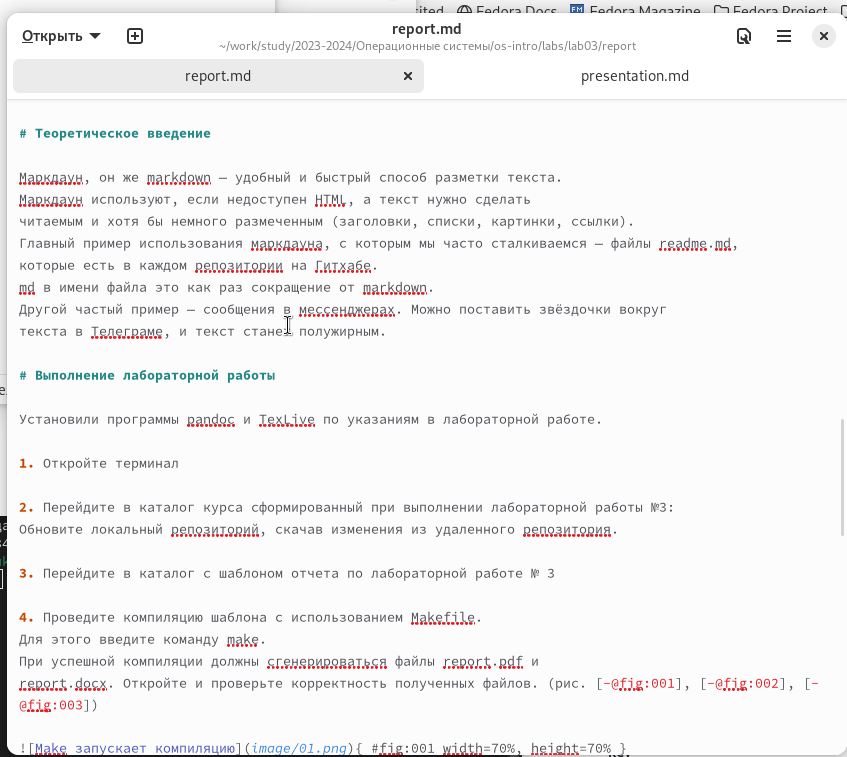 Fedora Docs Fedora Magazine Fedora Project
Открыть
report.md
~/work/study/2023-2024/Операционные системы/os-intro/labs/lab03/report
report.md
presentation.md
# Теоретическое введение
Маркдаун, он же markdown — удобный и быстрый способ разметки текста.
Маркдаун используют, если недоступен HTML, а текст нужно сделать
читаемым и хотя бы немного размеченным (заголовки, списки, картинки, ссылки).
Главный пример использования маркдауна, с которым мы часто сталкиваемся — файлы readme.md,
которые есть в каждом репозитории на Гитхабе.
md в имени файла это как раз сокращение от markdown.
Другой частый пример — сообщения в мессенджерах. Можно поставить звёздочки вокруг
текста в Телеграме, и текст станет полужирным.
# Выполнение лабораторной работы
Установили программы pandoc и TexLive по указаниям в лабораторной работе.
1. Откройте терминал
2. Перейдите в каталог курса сформированный при выполнении лабораторной работы №3:
Обновите локальный репозиторий, скачав изменения из удаленного репозитория.
3. Перейдите в каталог с шаблоном отчета по лабораторной работе № 3
4. Проведите компиляцию шаблона с использованием Makefile.
Для этого введите команду make.
При успешной компиляции должны сгенерироваться файлы report.pdf и
report.docx. Откройте и проверьте корректность полученных файлов. (рис. [-@fig:001], [-@fig:002], [-
@fig:003])
![Make запускает компиляцию](image/01.png){ #fig:001 width=70%, height=70% }